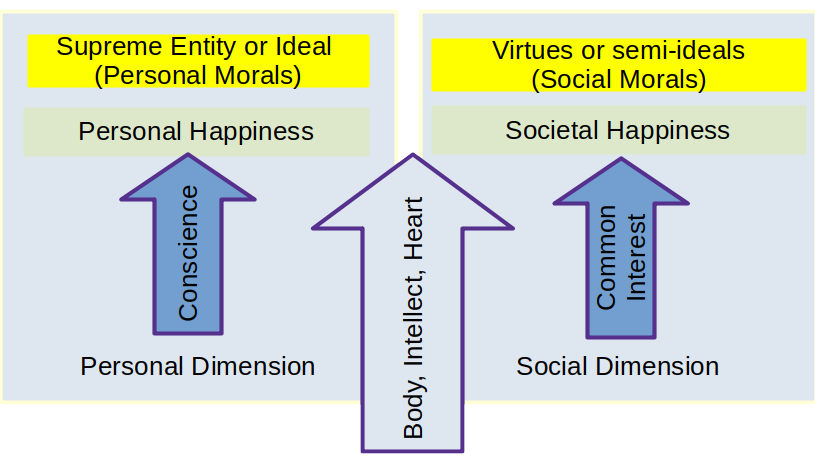 Supreme Entity or Ideal
(Personal Morals)
Personal Happiness
Conscience
Personal Dimension
Body, Intellect, Heart
Virtues or semi-ideals
(Social Morals)
Societal Happiness
Common
Interest
Social Dimension